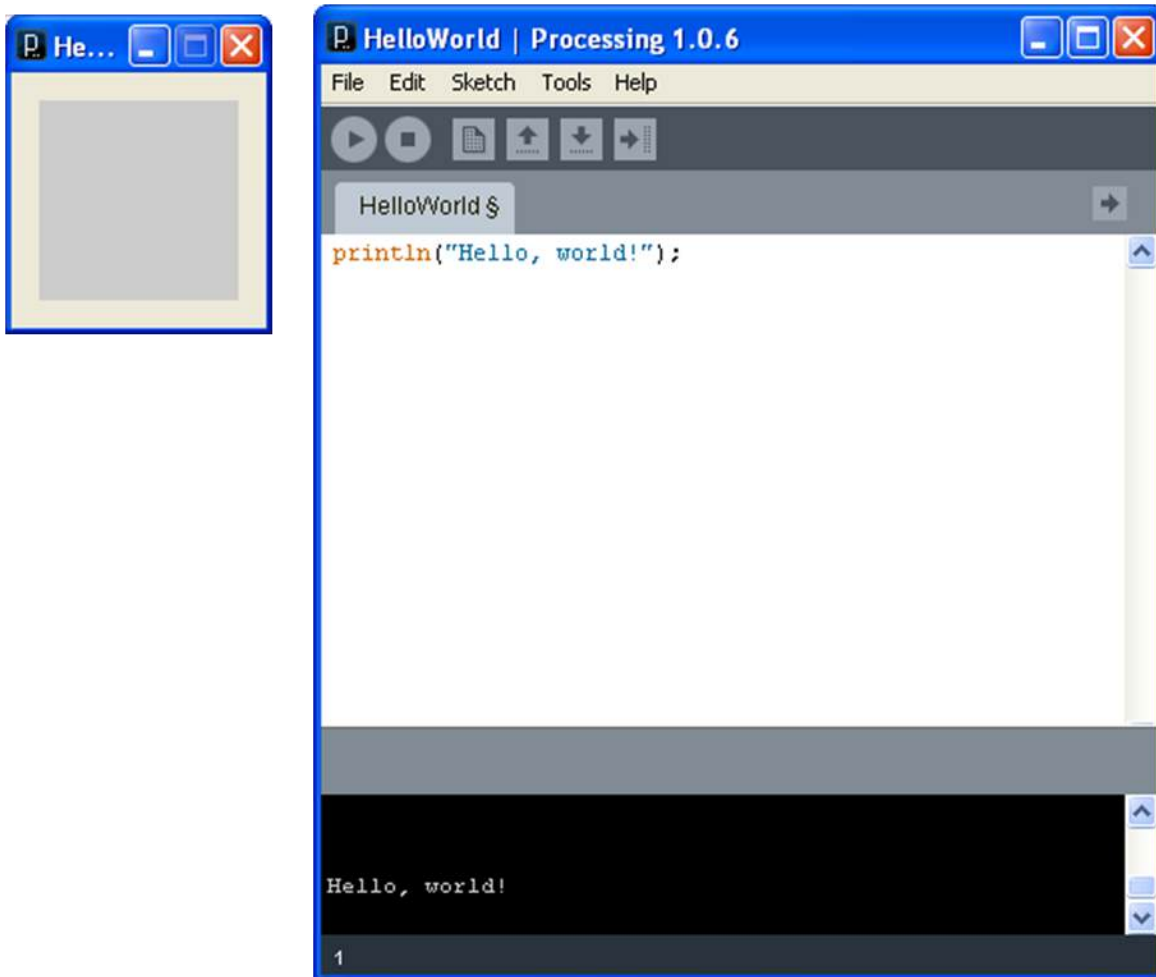 He...
HelloWorld | Processing 1.0.6
File Edit Sketch Tools Help
HelloWorld §
println("Hello, world!");
Hello, world!
1